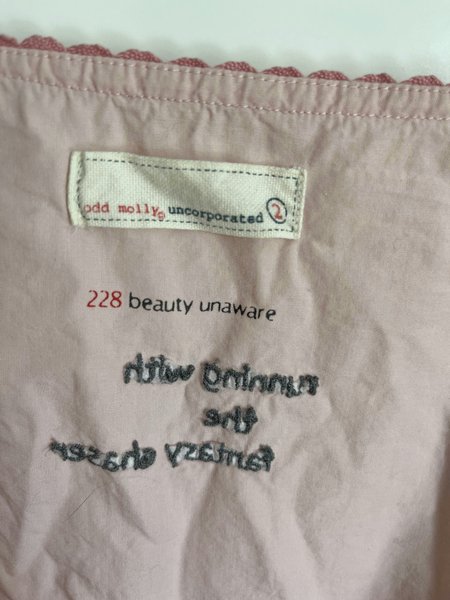 odd molly® uncorporated ②
228 beauty unaware
running with
the
fantasy chaser